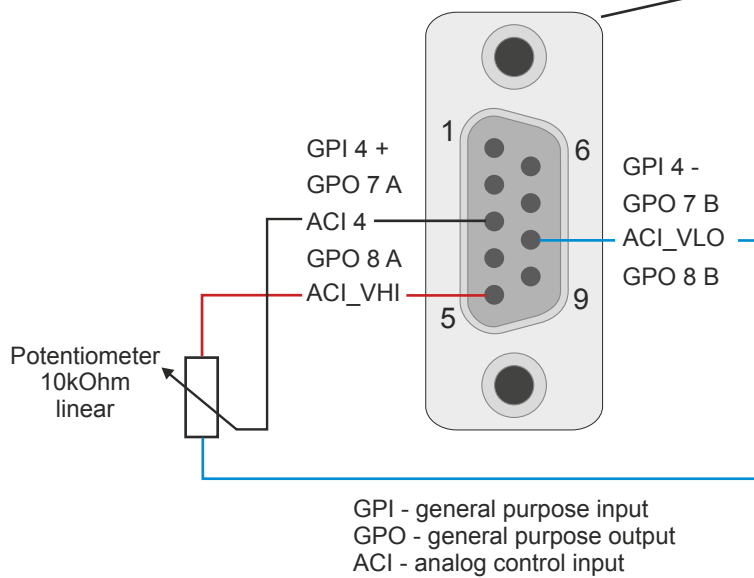 1
6
GPI 4 +
GPO 7 A
ACI 4
GPO 8 A
ACI_VHI
GPI 4 -
GPO 7 B
ACI_VLO
GPO 8 B
5
9
Potentiometer
10kOhm
linear
GPI - general purpose input
GPO - general purpose output
ACI - analog control input